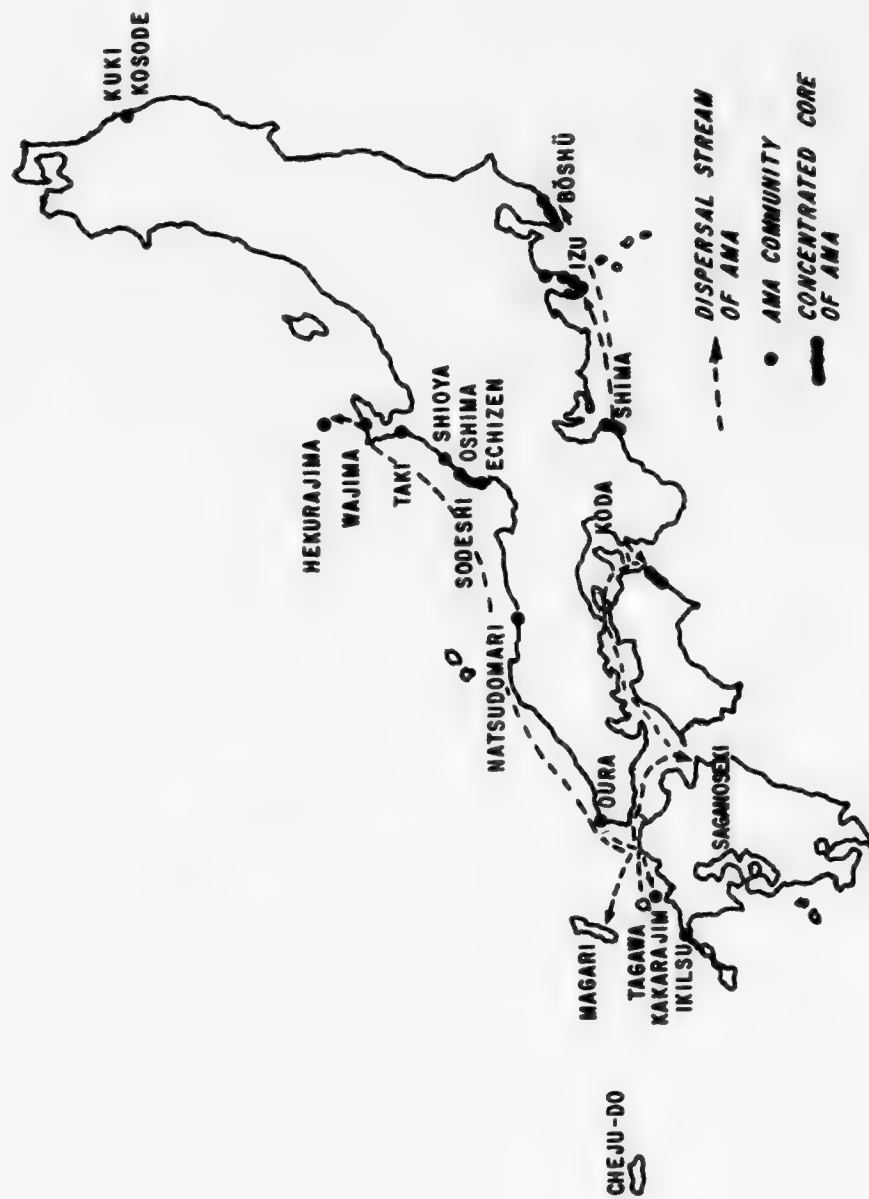 KUKI
KOSODE
HEKURAJIMA
WAJIMA
TAKI
SHIOYA
OSHIMA
ECHIZEN
SODESHI
NATSUDOMARI
OURA
KODA
SHIMA
IZU
BŌSHŪ
MAGARI
TAGAWA
KAKARAJIM
IKILSU
SAGANOSEKI
CHEJU-DO
DISPERSAL STREAM
OF AMA
AMA COMMUNITY
CONCENTRATED CORE
OF AMA